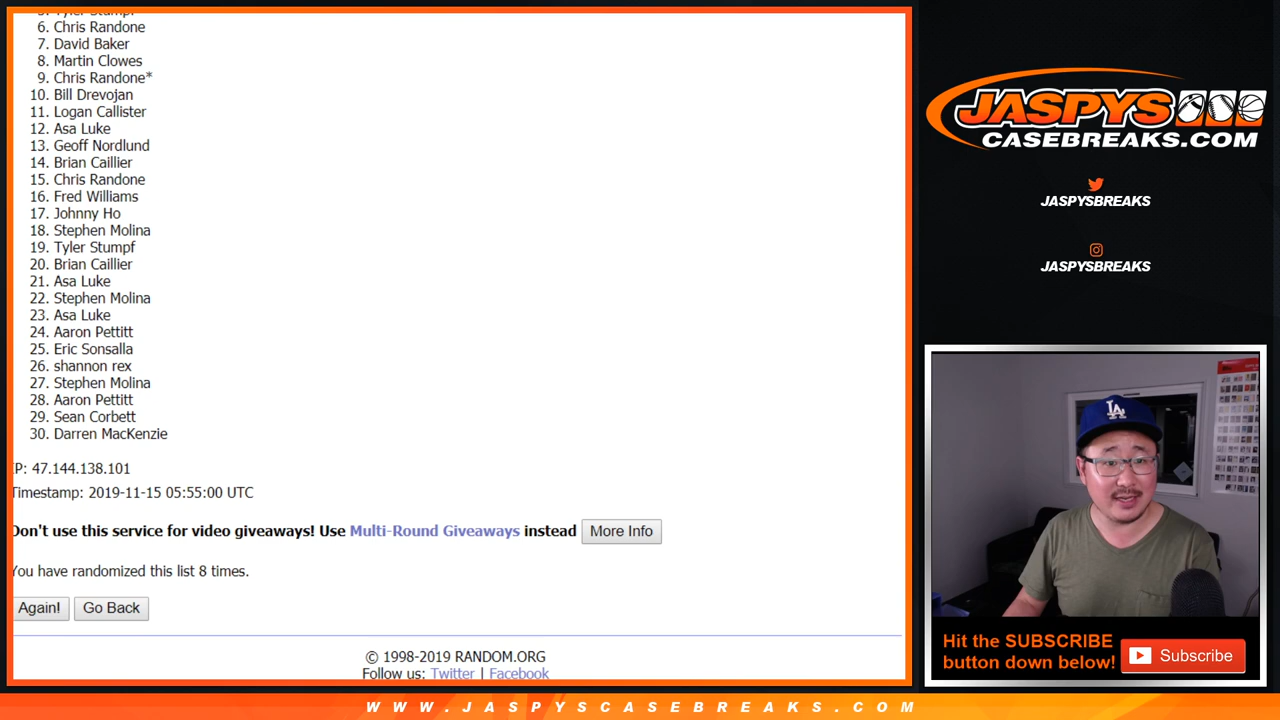 5. Tyler Stumpf
6. Chris Randone
7. David Baker
8. Martin Clowes
9. Chris Randone*
10. Bill Drevojan
11. Logan Callister
12. Asa Luke
13. Geoff Nordlund
14. Brian Caillier
15. Chris Randone
16. Fred Williams
17. Johnny Ho
18. Stephen Molina
19. Tyler Stumpf
20. Brian Caillier
21. Asa Luke
22. Stephen Molina
23. Asa Luke
24. Aaron Pettitt
25. Eric Sonsalla
26. shannon rex
27. Stephen Molina
28. Aaron Pettitt
29. Sean Corbett
30. Darren MacKenzie
IP: 47.144.138.101
Timestamp: 2019-11-15 05:55:00 UTC
Don't use this service for video giveaways! Use Multi-Round Giveaways instead More Info
You have randomized this list 8 times.
Again! Go Back
© 1998-2019 RANDOM.ORG
Follow us: Twitter | Facebook
JASPYS
CASEBREAKS.COM
JASPYSBREAKS
JASPYSBREAKS
LA
Hit the SUBSCRIBE
button down below!
Subscribe
WWW.JASPYSCASEBREAKS.COM